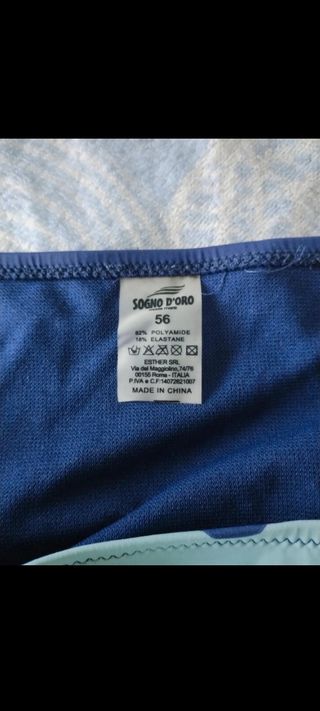 SOGNO D'ORO
56
82% POLYAMIDE
18% ELASTANE
ESTHER SRL
Via del Maggiolino,74/76
00155 Roma - ITALIA
P.IVA e C.F:14072821007
MADE IN CHINA